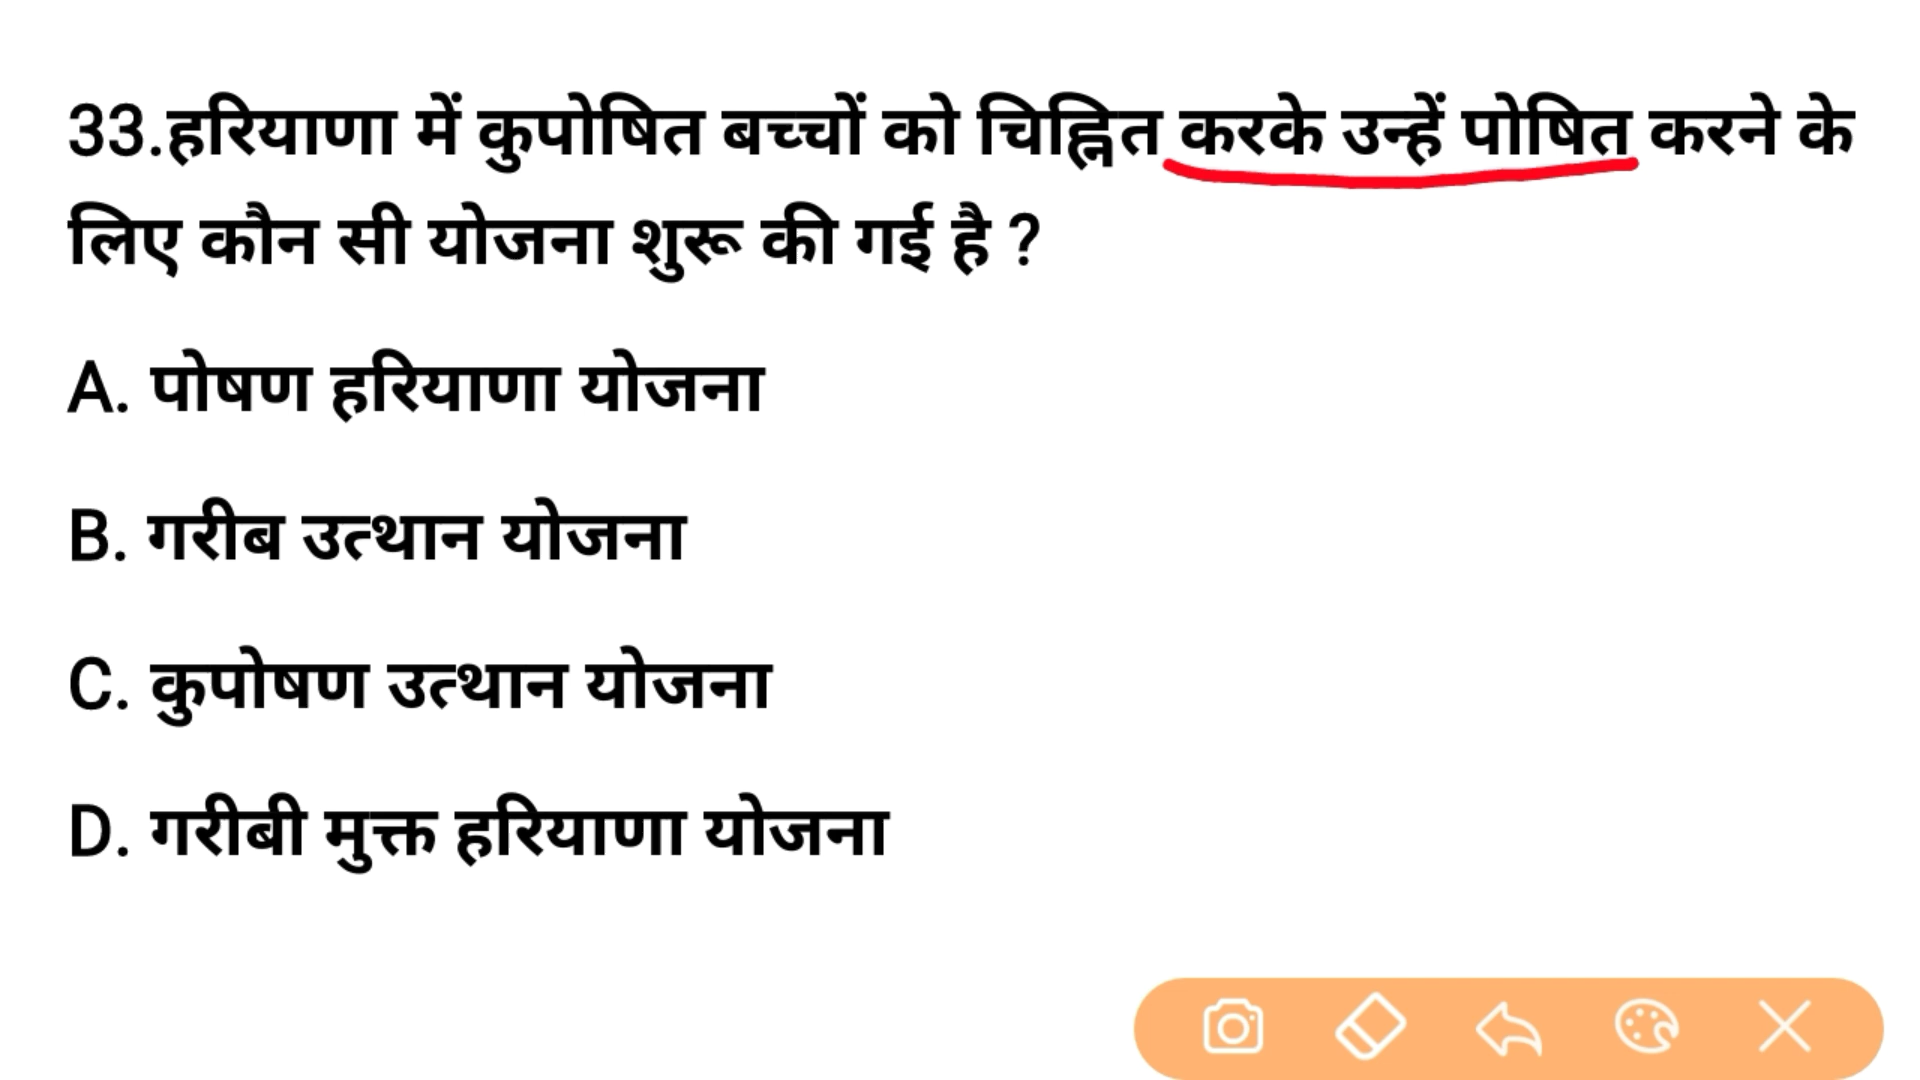 33.हरियाणा में कुपोषित बच्चों को चिह्नित करके उन्हें पोषित करने के
लिए कौन सी योजना शुरू की गई है ?
A. पोषण हरियाणा योजना
B. गरीब उत्थान योजना
C. कुपोषण उत्थान योजना
D. गरीबी मुक्त हरियाणा योजना